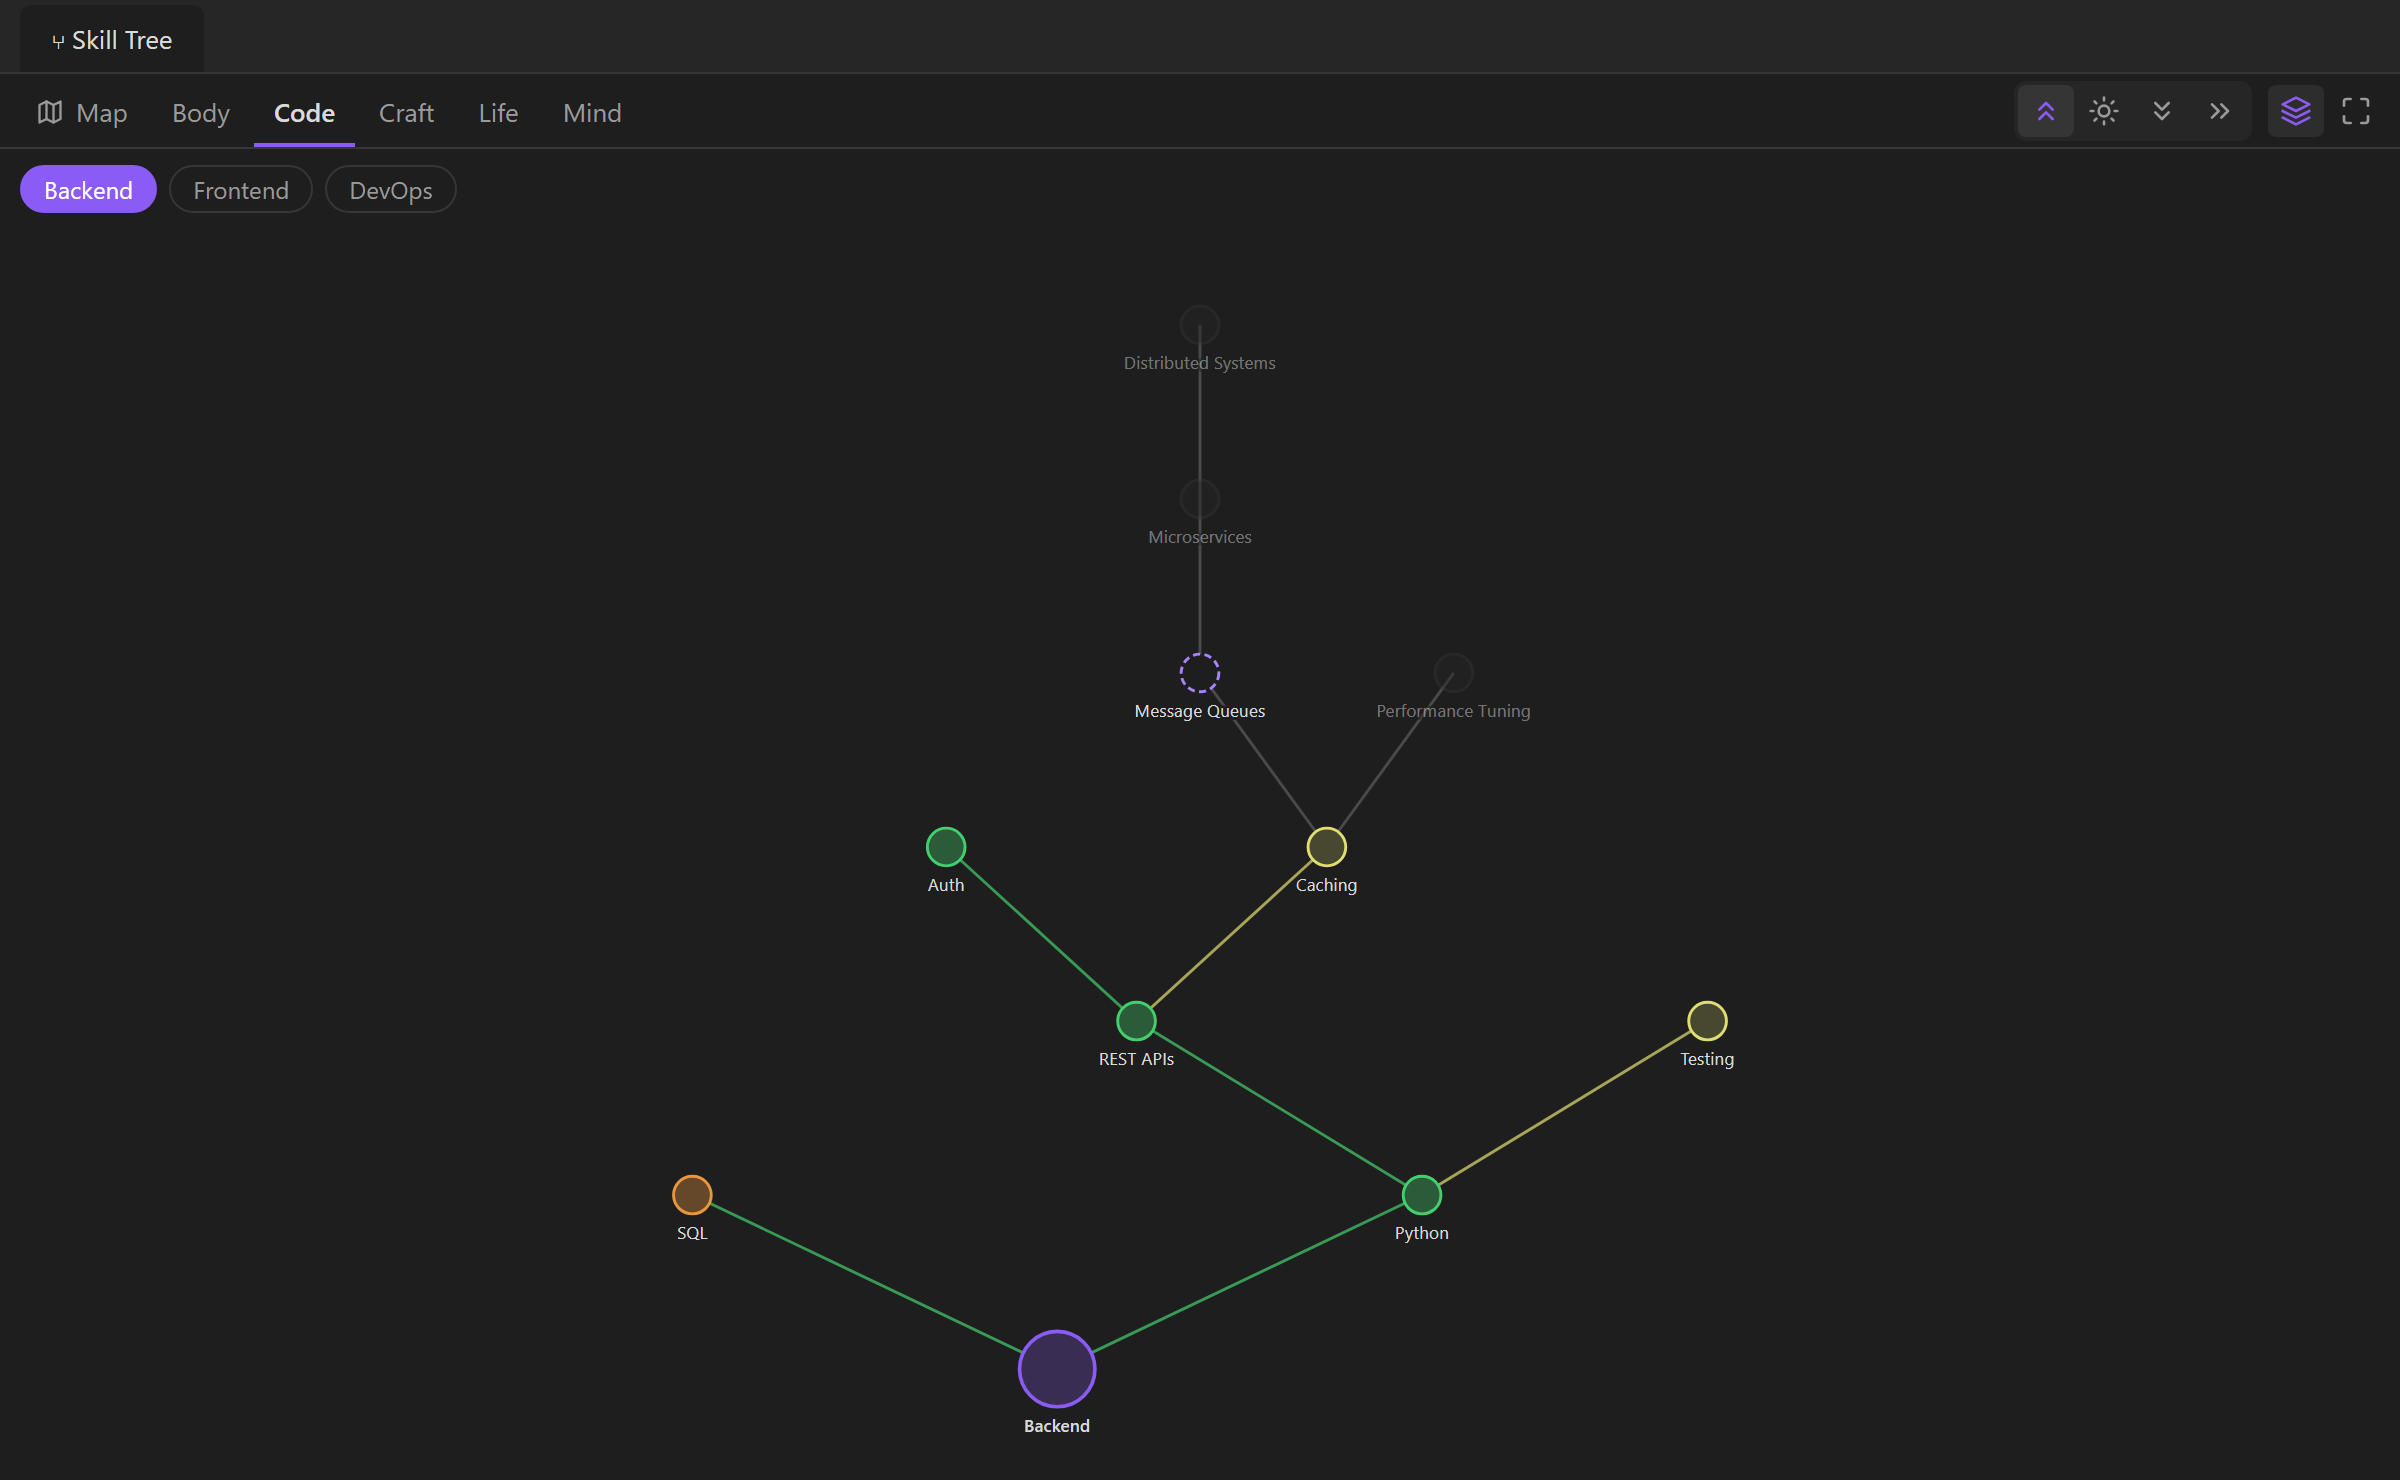 Skill Tree
Map Body Code Craft Life Mind
Backend Frontend DevOps
Distributed Systems
Microservices
Message Queues Performance Tuning
Auth Caching
REST APIs Testing
SQL Python
Backend